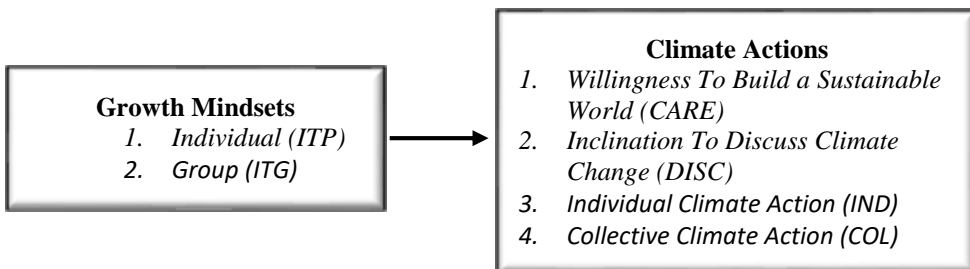 Growth Mindsets
1. Individual (ITP)
2. Group (ITG)
Climate Actions
1. Willingness To Build a Sustainable
World (CARE)
2. Inclination To Discuss Climate
Change (DISC)
3. Individual Climate Action (IND)
4. Collective Climate Action (COL)